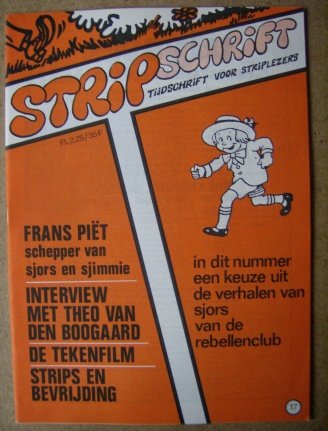 STRIPSCHRIFT
TIJDSCHRIFT VOOR STRIPLEZERS
FL 2,25/35F
FRANS PIËT
schepper van
sjors en sjimmie
INTERVIEW
MET THEO VAN
DEN BOOGAARD
DE TEKENFILM
STRIPS EN
BEVRIJDING
in dit nummer
een keuze uit
de verhalen van
sjors
van de
rebellenclub
17